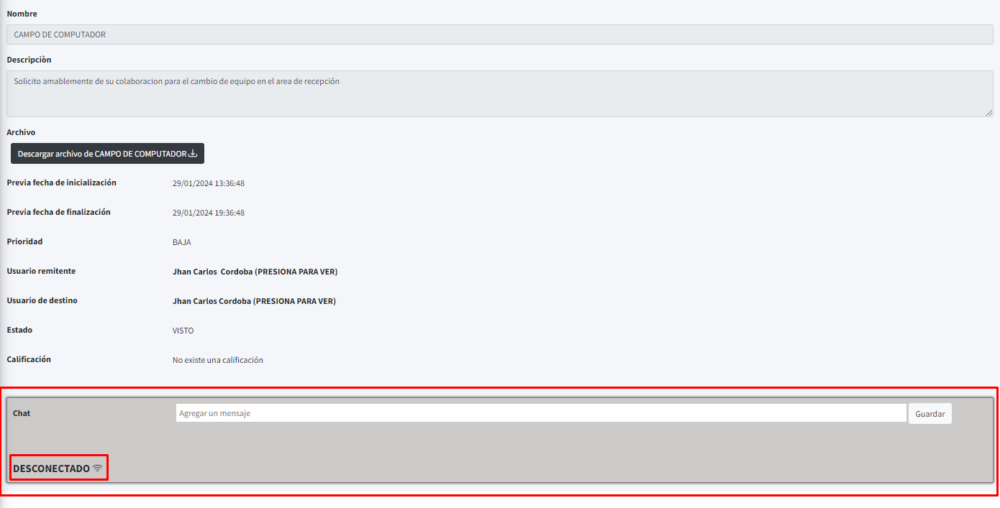 Nombre
CAMPO DE COMPUTADOR
Descripciòn
Solicito amablemente de su colaboracion para el cambio de equipo en el area de recepción
Archivo
Descargar archivo de CAMPO DE COMPUTADOR
Previa fecha de inicialización 29/01/2024 13:36:48
Previa fecha de finalización 29/01/2024 19:36:48
Prioridad BAJA
Usuario remitente Jhan Carlos Cordoba (PRESIONA PARA VER)
Usuario de destino Jhan Carlos Cordoba (PRESIONA PARA VER)
Estado VISTO
Calificación No existe una calificación
Chat Agregar un mensaje Guardar
DESCONECTADO